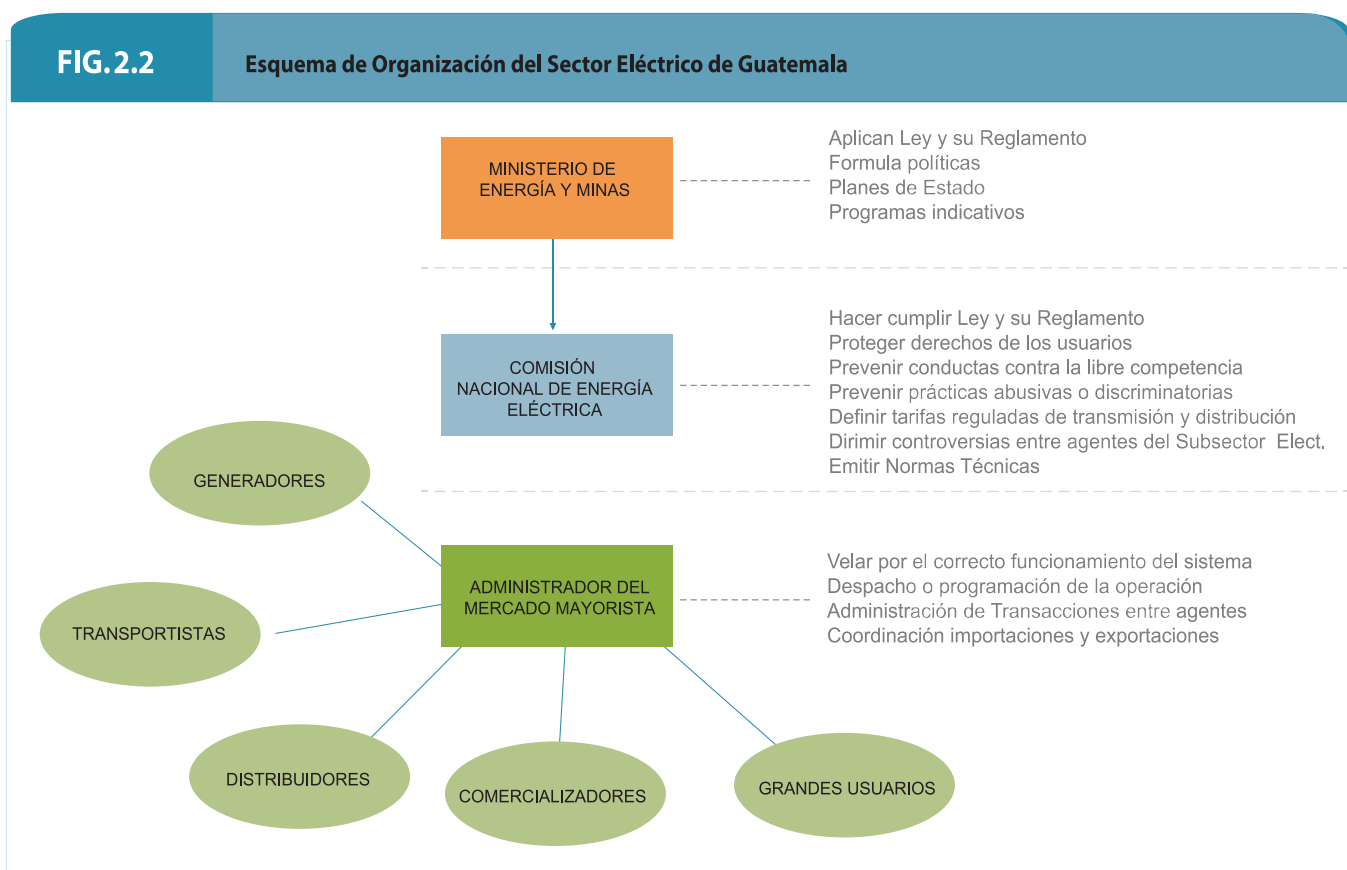 FIG.2.2
Esquema de Organización del Sector Eléctrico de Guatemala
MINISTERIO DE
ENERGÍA Y MINAS
Aplican Ley y su Reglamento
Formula políticas
Planes de Estado
Programas indicativos
COMISIÓN
NACIONAL DE ENERGÍA
ELÉCTRICA
Hacer cumplir Ley y su Reglamento
Proteger derechos de los usuarios
Prevenir conductas contra la libre competencia
Prevenir prácticas abusivas o discriminatorias
Definir tarifas reguladas de transmisión y distribución
Dirimir controversias entre agentes del Subsector Elect.
Emitir Normas Técnicas
GENERADORES
ADMINISTRADOR DEL
MERCADO MAYORISTA
Velar por el correcto funcionamiento del sistema
Despacho o programación de la operación
Administración de Transacciones entre agentes
Coordinación importaciones y exportaciones
TRANSPORTISTAS
DISTRIBUIDORES
COMERCIALIZADORES
GRANDES USUARIOS